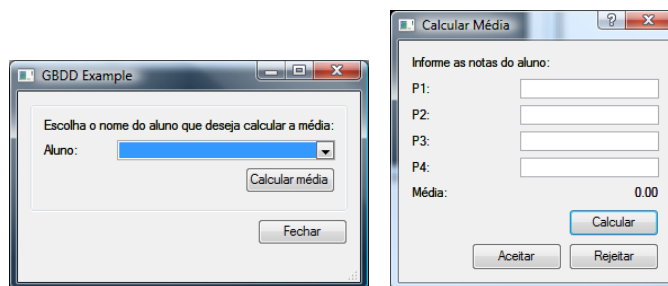 GBDD Example
Escolha o nome do aluno que deseja calcular a média:
Aluno:
Calcular média
Fechar
Calcular Média
Informe as notas do aluno:
P1:
P2:
P3:
P4:
Média: 0.00
Calcular
Aceitar Rejeitar